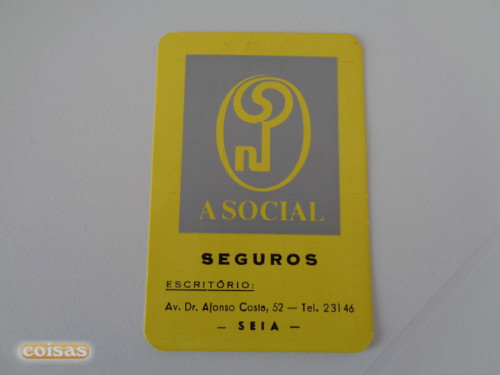 A SOCIAL
SEGUROS
ESCRITÓRIO:
Av. Dr. Afonso Costa, 52 — Tel. 23146
— SEIA —
coisas